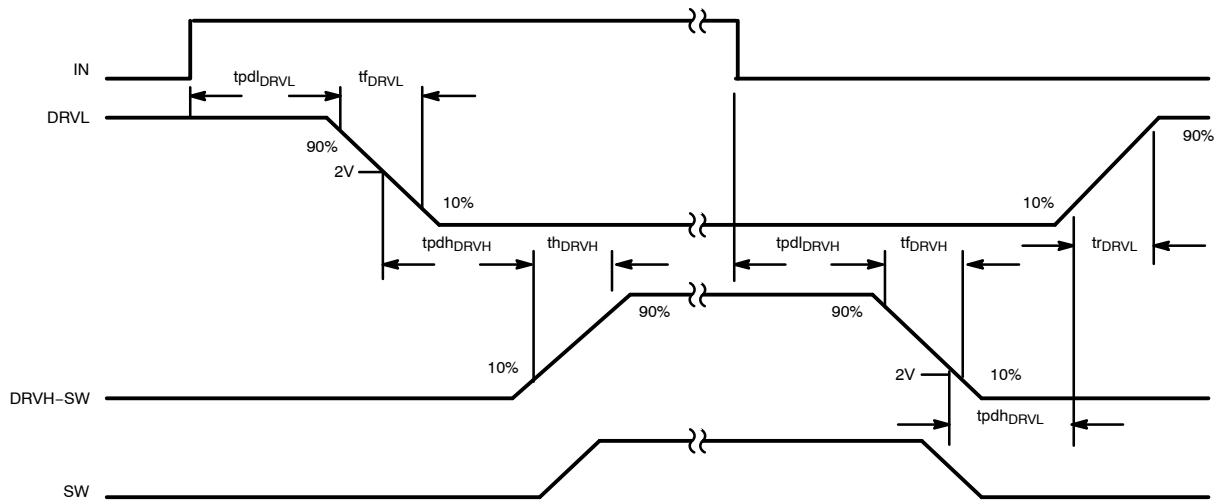 IN
tpdlDRVL
tfDRVL
DRVL
90%
90%
2V
10%
10%
tpdhDRVH
thDRVH
tpdlDRVH
tfDRVH
trDRVL
90%
90%
10%
2V
10%
DRVH–SW
tpdhDRVL
SW